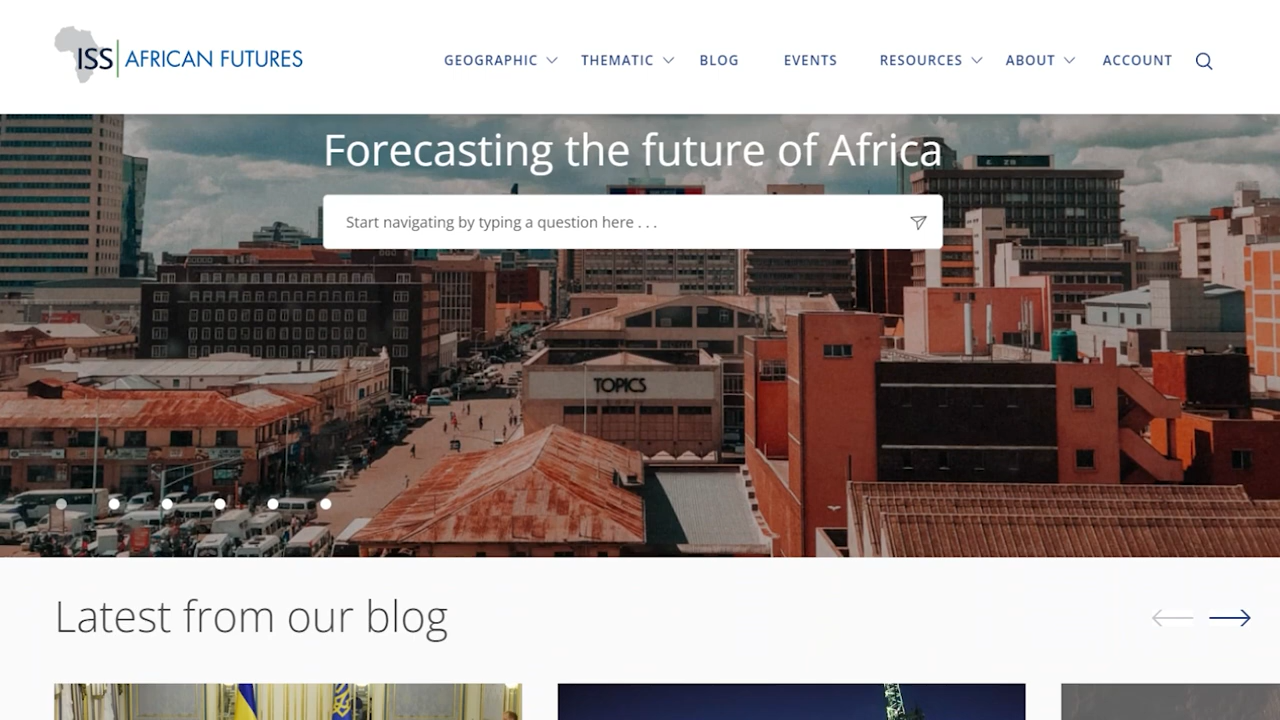 ISS AFRICAN FUTURES
GEOGRAPHIC THEMATIC BLOG EVENTS RESOURCES ABOUT ACCOUNT
Forecasting the future of Africa
Start navigating by typing a question here . . .
TOPICS
Latest from our blog